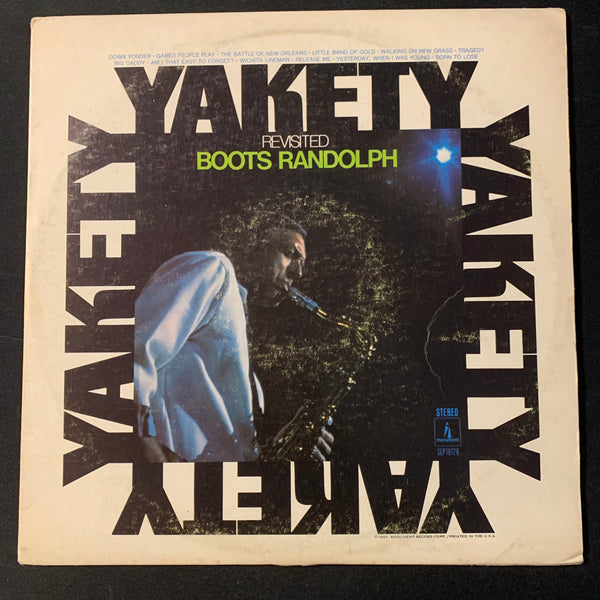 DOWN YONDER · GAMES PEOPLE PLAY · THE BATTLE OF NEW ORLEANS · LITTLE BAND OF GOLD · WALKING ON NEW GRASS · TRAGEDY
BIG DADDY · AM I THAT EASY TO FORGET? · WICHITA LINEMAN · RELEASE ME · YESTERDAY, WHEN I WAS YOUNG · BORN TO LOSE
YAKETY
REVISITED
BOOTS RANDOLPH
YAKETY
YAKETY
STEREO
monument
SLP 18128
YAKETY
MONUMENT RECORD CORP./PRINTED IN THE U.S.A.